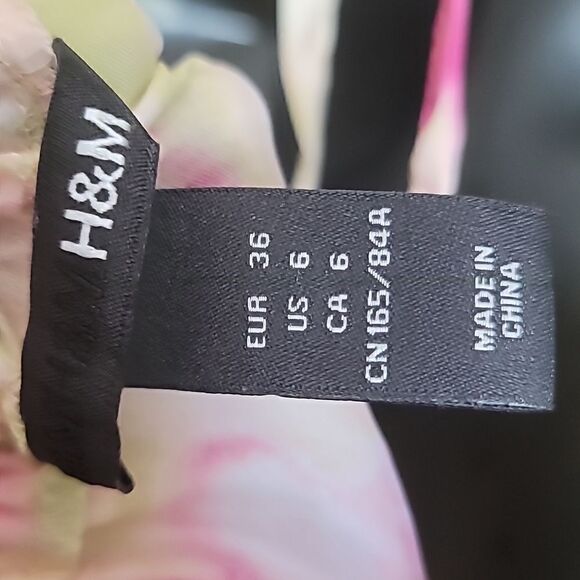 H&M
EUR 36
US 6
CA 6
CN 165/84A
MADE IN
CHINA